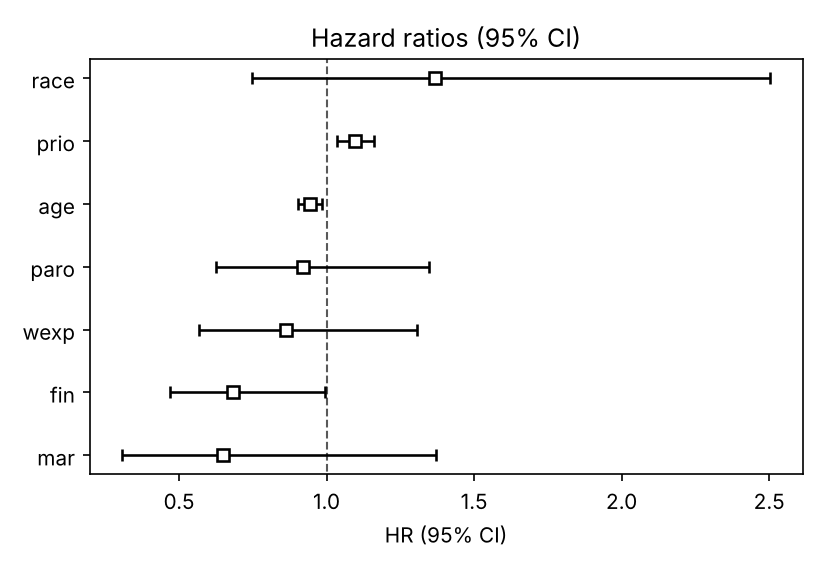 Hazard ratios (95% CI)
race
prio
age
paro
wexp
fin
mar
0.5 1.0 1.5 2.0 2.5
HR (95% CI)